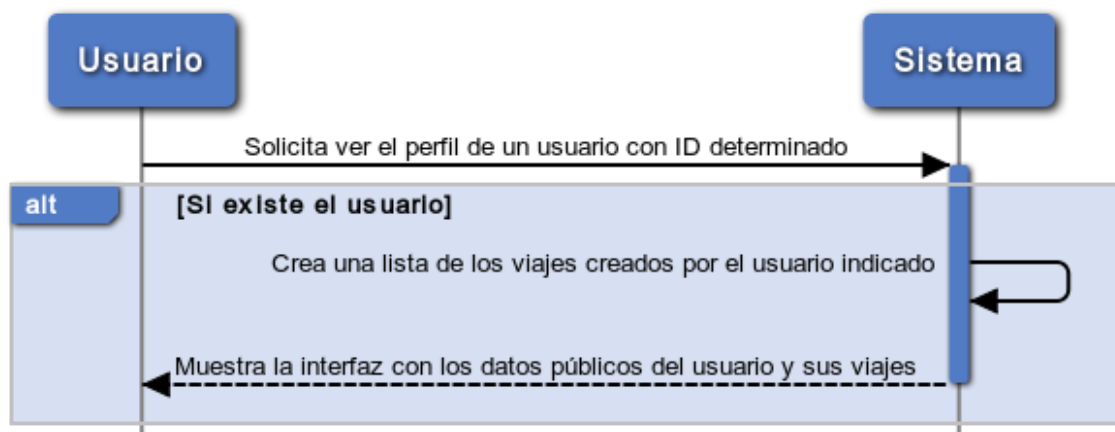 Usuario
Sistema
Solicita ver el perfil de un usuario con ID determinado
alt
[Si existe el usuario]
Crea una lista de los viajes creados por el usuario indicado
Muestra la interfaz con los datos públicos del usuario y sus viajes